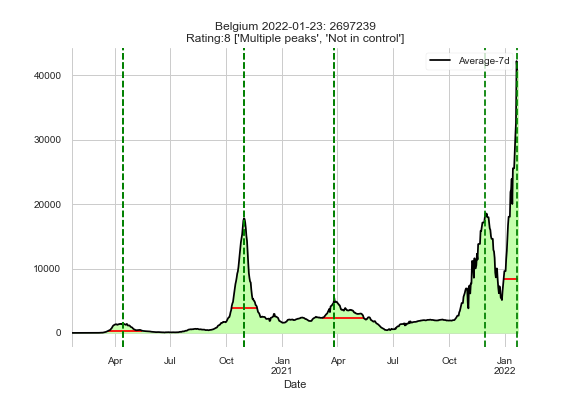 Belgium 2022-01-23: 2697239
Rating:8 ['Multiple peaks', 'Not in control']
Average-7d
40000
30000
20000
10000
0
Apr Jul Oct Jan Apr Jul Oct Jan
2021 2022
Date